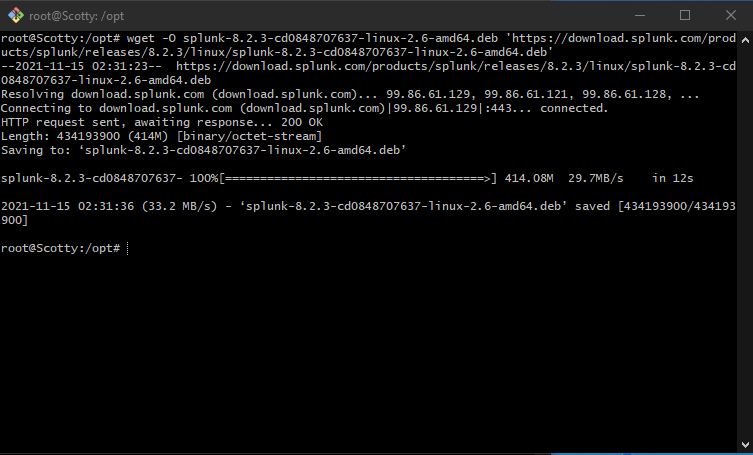 root@Scotty: /opt
root@Scotty:/opt# wget -O splunk-8.2.3-cd0848707637-linux-2.6-amd64.deb 'https://download.splunk.com/prod
ucts/splunk/releases/8.2.3/linux/splunk-8.2.3-cd0848707637-linux-2.6-amd64.deb'
--2021-11-15 02:31:23--  https://download.splunk.com/products/splunk/releases/8.2.3/linux/splunk-8.2.3-cd
0848707637-linux-2.6-amd64.deb
Resolving download.splunk.com (download.splunk.com)... 99.86.61.129, 99.86.61.121, 99.86.61.128, ...
Connecting to download.splunk.com (download.splunk.com)|99.86.61.129|:443... connected.
HTTP request sent, awaiting response... 200 OK
Length: 434193900 (414M) [binary/octet-stream]
Saving to: ‘splunk-8.2.3-cd0848707637-linux-2.6-amd64.deb’
splunk-8.2.3-cd0848707637- 100%[=====================================>] 414.08M  29.7MB/s    in 12s
2021-11-15 02:31:36 (33.2 MB/s) - ‘splunk-8.2.3-cd0848707637-linux-2.6-amd64.deb’ saved [434193900/434193
900]
root@Scotty:/opt#